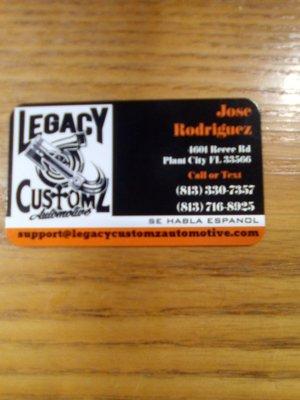 LEGACY
CUSTOMZ
Automotive
Jose
Rodriguez
4601 Reece Rd
Plant City FL 33566
Call or Text
(813) 330-7357
(813) 716-8925
SE HABLA ESPANOL
support@legacycustomzautomotive.com